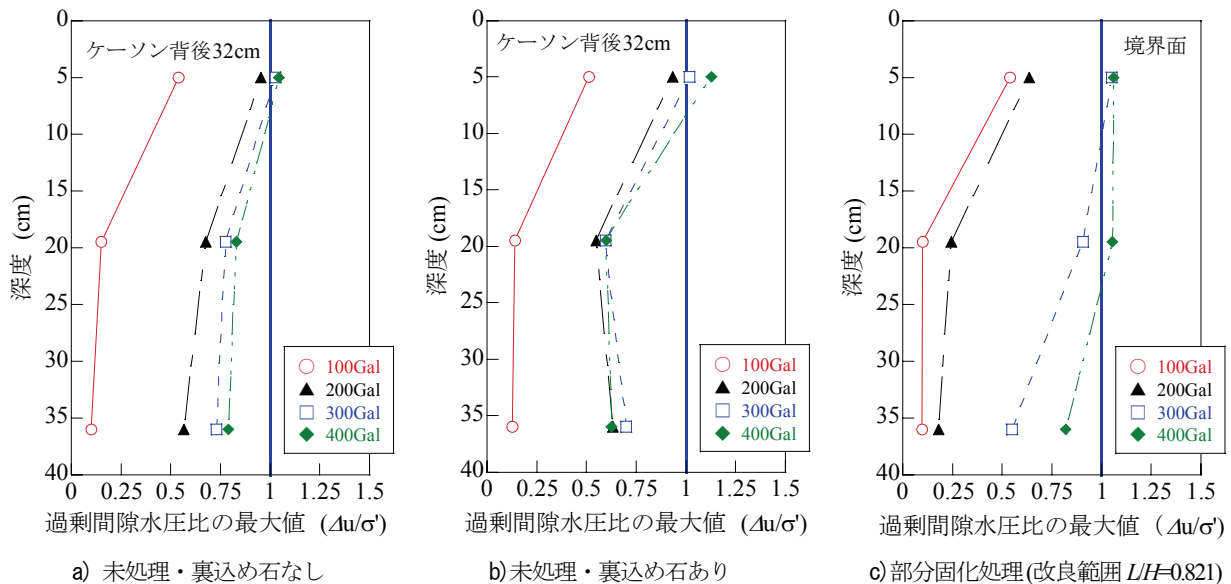 ケーソン背後32cm
0
5
10
15
20
25
30
35
40
深度 (cm)
100Gal
200Gal
300Gal
400Gal
0 0.25 0.5 0.75 1 1.25 1.5
過剰間隙水圧比の最大値 (Δu/σ')
a) 未処理・裏込め石なし
ケーソン背後32cm
0
5
10
15
20
25
30
35
40
深度 (cm)
100Gal
200Gal
300Gal
400Gal
0 0.25 0.5 0.75 1 1.25 1.5
過剰間隙水圧比の最大値 (Δu/σ')
b) 未処理・裏込め石あり
境界面
0
5
10
15
20
25
30
35
40
深度 (cm)
100Gal
200Gal
300Gal
400Gal
0 0.25 0.5 0.75 1 1.25 1.5
過剰間隙水圧比の最大値 (Δu/σ')
c) 部分固化処理(改良範囲 L/H=0.821)